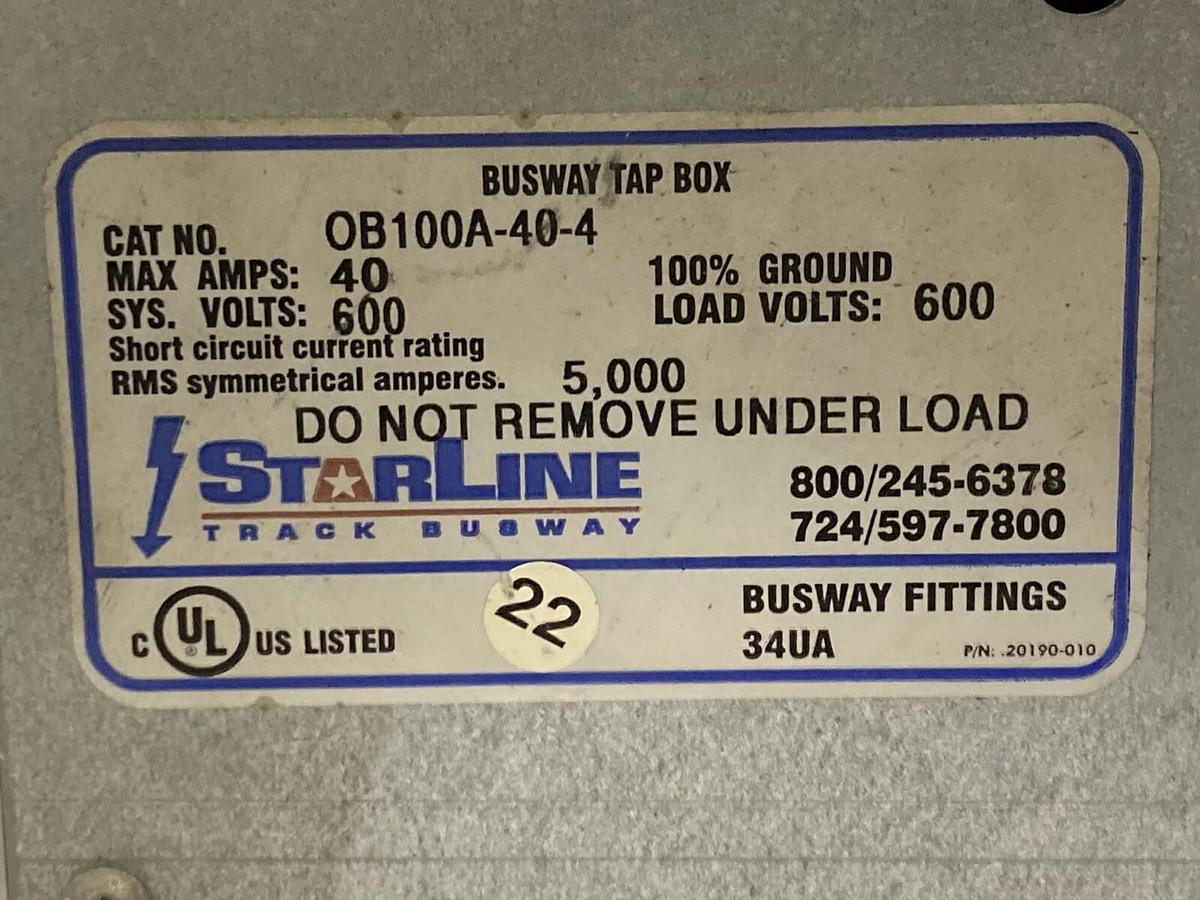 BUSWAY TAP BOX
CAT NO. OB100A-40-4
MAX AMPS: 40 100% GROUND
SYS. VOLTS: 600 LOAD VOLTS: 600
Short circuit current rating
RMS symmetrical amperes. 5,000
DO NOT REMOVE UNDER LOAD
STARLINE
TRACK BUSWAY
800/245-6378
724/597-7800
C UL ® US LISTED
22
BUSWAY FITTINGS
34UA
P/N: 20190-010